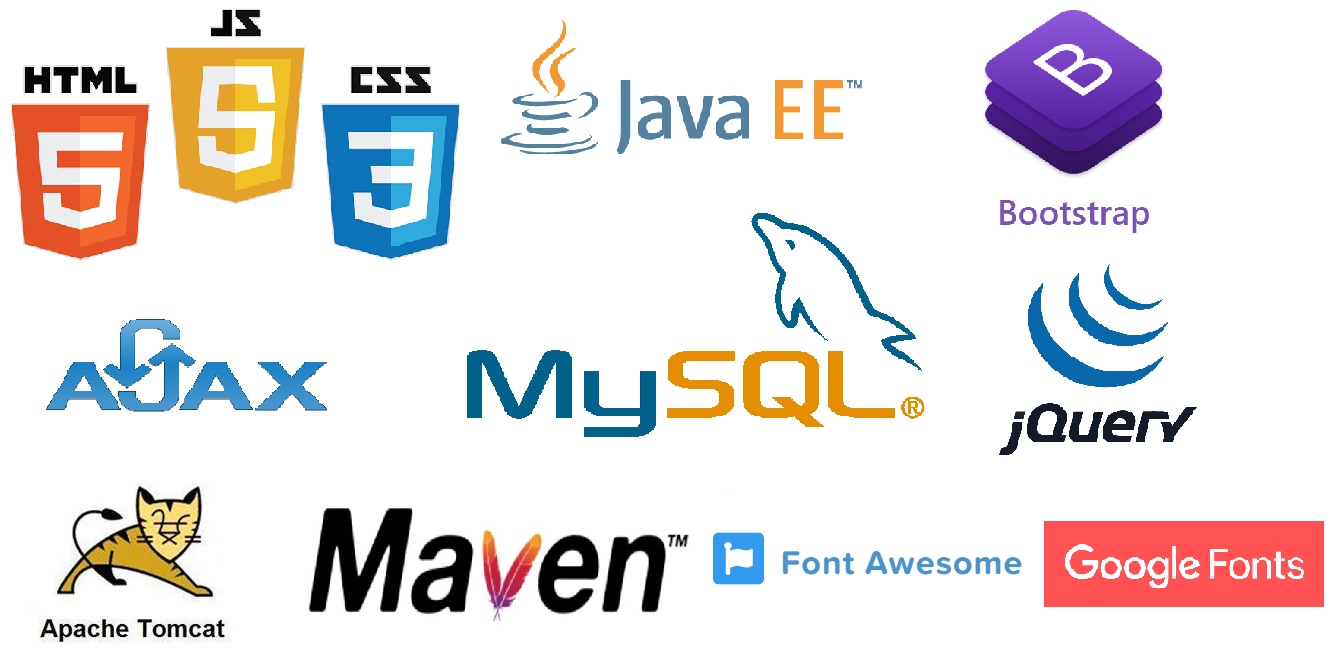 HTML
5
JS
5
CSS
3
Java EE™
B
Bootstrap
AJAX
MySQL®
jQuery
Apache Tomcat
Maven™
Font Awesome
Google Fonts